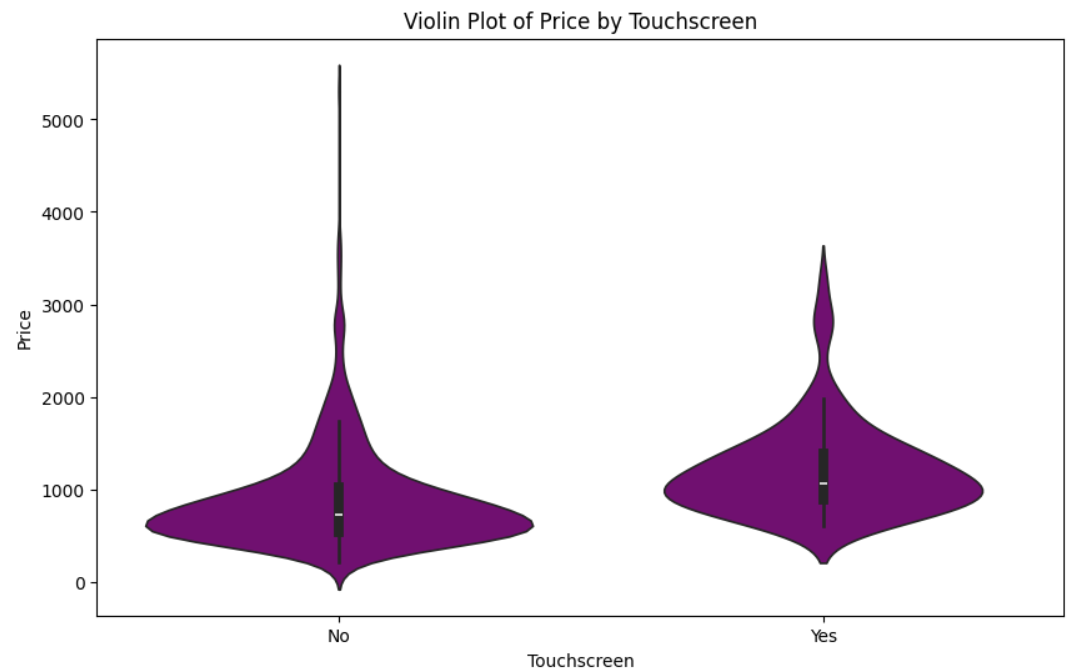 Violin Plot of Price by Touchscreen
5000
4000
3000
2000
1000
0
Price
No
Yes
Touchscreen